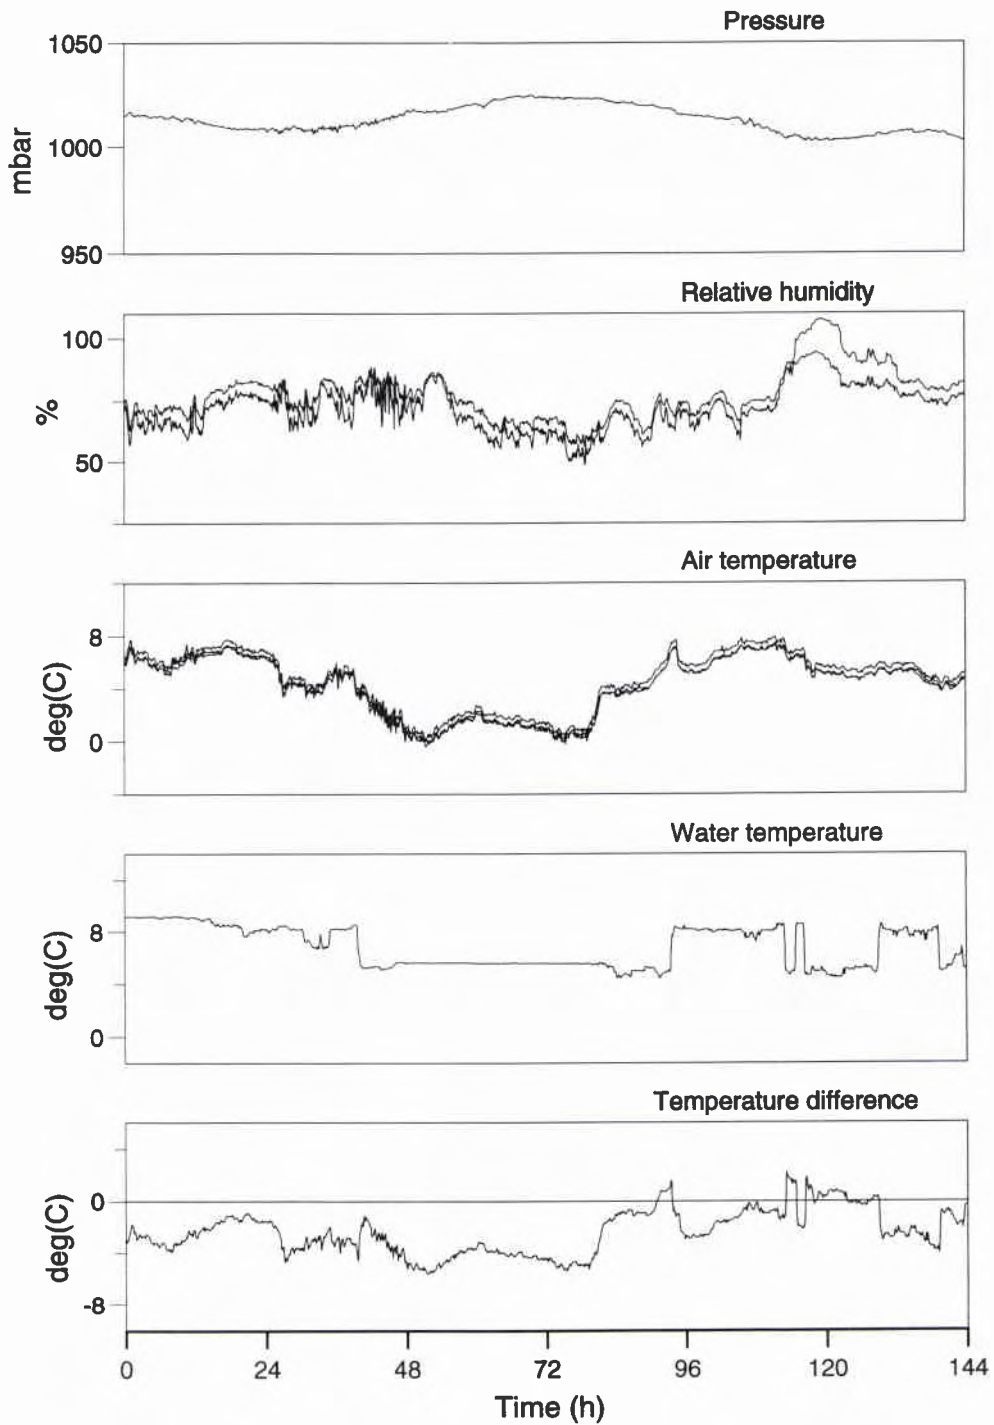 Pressure
1050
1000
950
mbar
Relative humidity
100
50
%
Air temperature
8
0
deg(C)
Water temperature
8
0
deg(C)
Temperature difference
0
-8
deg(C)
0 24 48 72 96 120 144
Time (h)